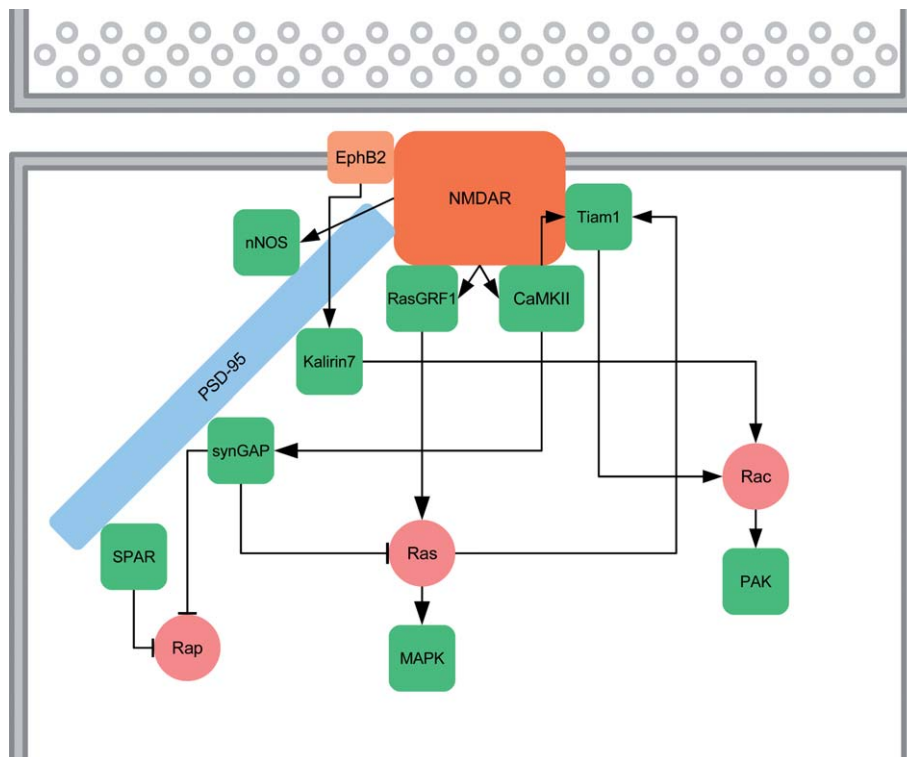 EphB2
NMDAR
Tiam1
nNOS
RasGRF1
CaMKII
Kalirin7
PSD-95
synGAP
Rac
SPAR
Ras
PAK
Rap
MAPK